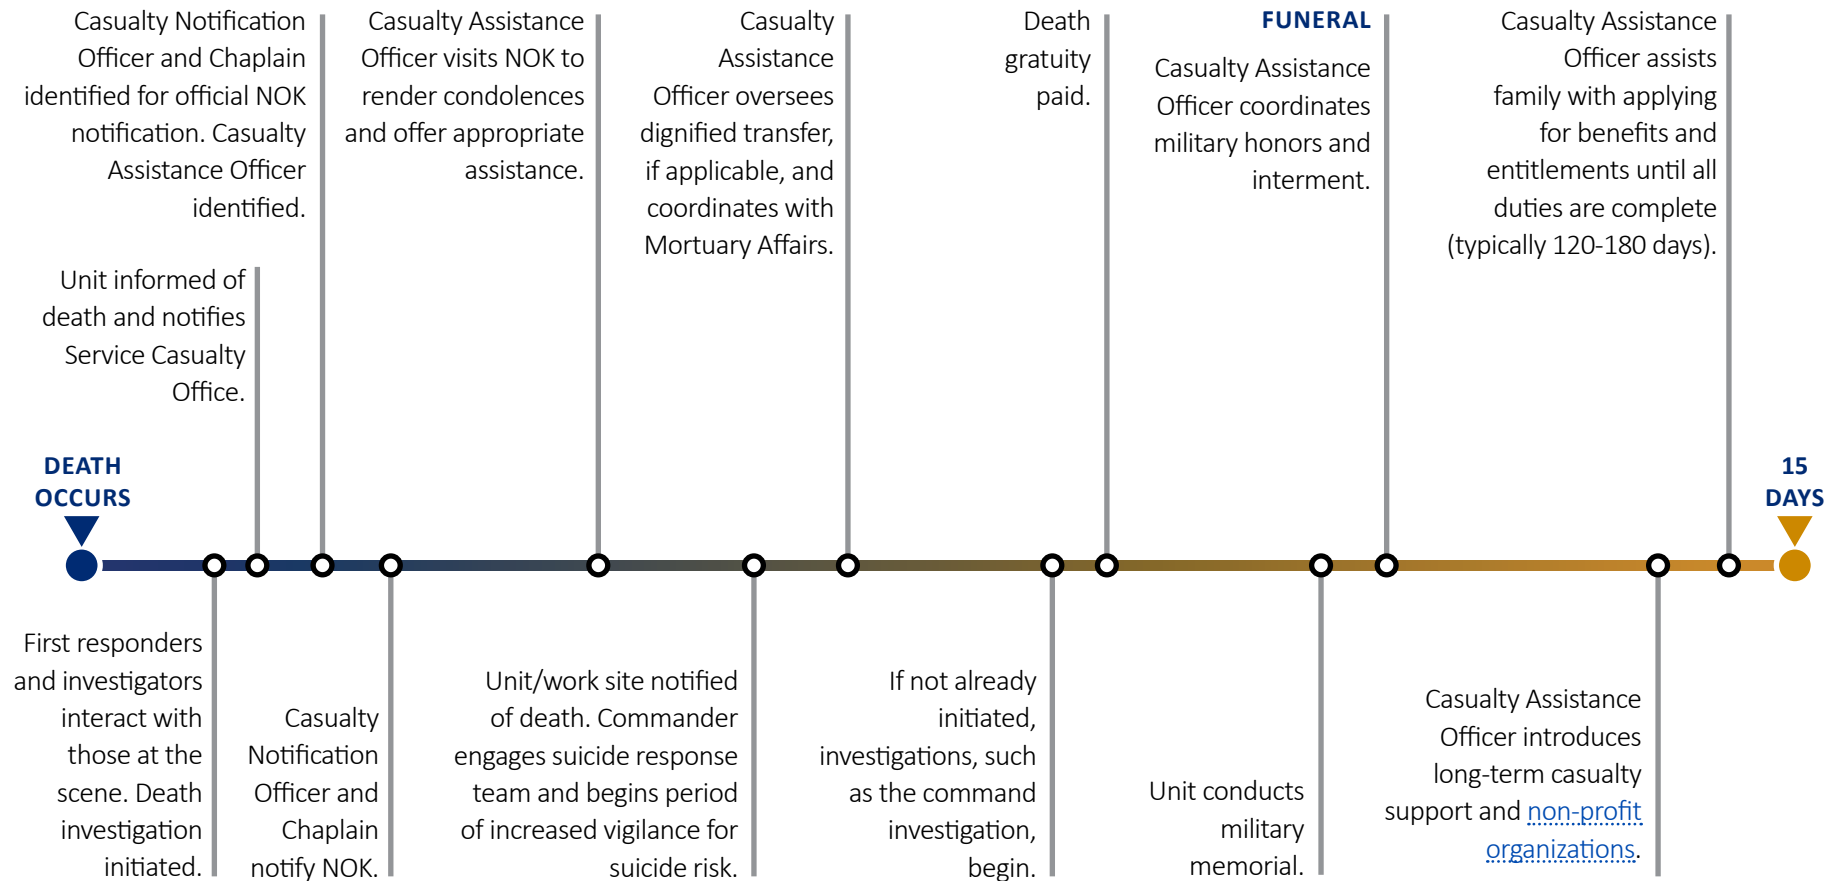 Casualty Notification
Officer and Chaplain
identified for official NOK
notification. Casualty
Assistance Officer
identified.
Casualty Assistance
Officer visits NOK to
render condolences
and offer appropriate
assistance.
Casualty
Assistance
Officer oversees
dignified transfer,
if applicable, and
coordinates with
Mortuary Affairs.
Death
gratuity
paid.
FUNERAL
Casualty Assistance
Officer coordinates
military honors and
interment.
Casualty Assistance
Officer assists
family with applying
for benefits and
entitlements until all
duties are complete
(typically 120-180 days).
Unit informed of
death and notifies
Service Casualty
Office.
DEATH
OCCURS
15
DAYS
First responders
and investigators
interact with
those at the
scene. Death
investigation
initiated.
Casualty
Notification
Officer and
Chaplain
notify NOK.
Unit/work site notified
of death. Commander
engages suicide response
team and begins period
of increased vigilance for
suicide risk.
If not already
initiated,
investigations, such
as the command
investigation,
begin.
Unit conducts
military
memorial.
Casualty Assistance
Officer introduces
long-term casualty
support and non-profit
organizations.